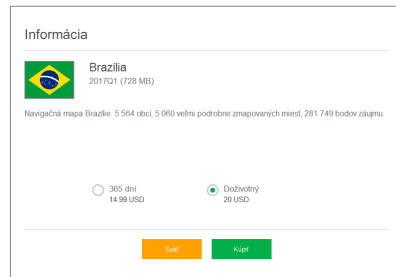 Informácia
Brazília
2017Q1 (728 MB)
Navigačná mapa Brazílie. 5 564 obcí, 5 060 veľmi podrobne zmapovaných miest, 281 749 bodov záujmu.
365 dní
14.99 USD
Doživotný
20 USD
Späť
Kúpiť